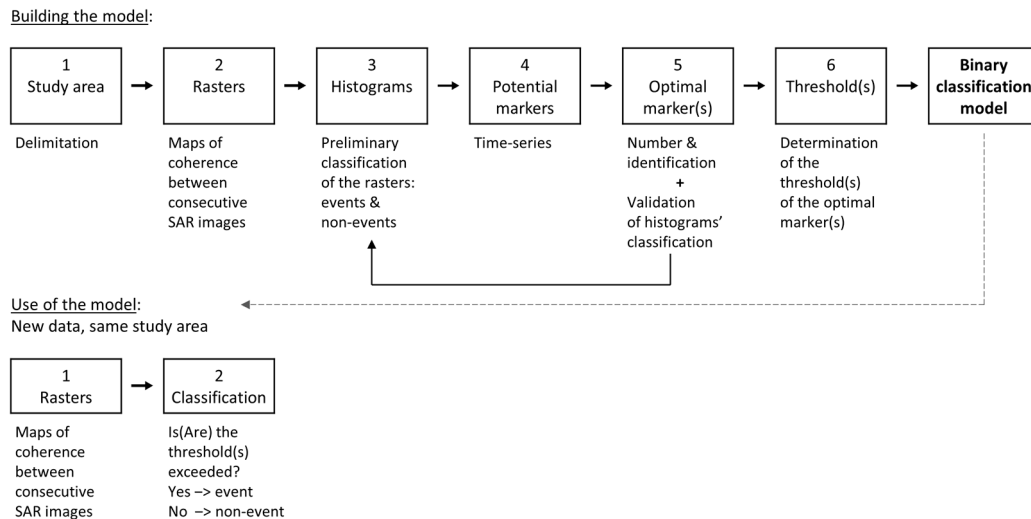 Building the model:
1
Study area
2
Rasters
3
Histograms
4
Potential
markers
5
Optimal
marker(s)
6
Threshold(s)
Binary
classification
model
Delimitation
Maps of
coherence
between
consecutive
SAR images
Preliminary
classification
of the rasters:
events &
non-events
Time-series
Number &
identification
+
Validation
of histograms’
classification
Determination
of the
threshold(s)
of the optimal
marker(s)
Use of the model:
New data, same study area
1
Rasters
2
Classification
Maps of
coherence
between
consecutive
SAR images
Is(Are) the
threshold(s)
exceeded?
Yes –> event
No –> non-event